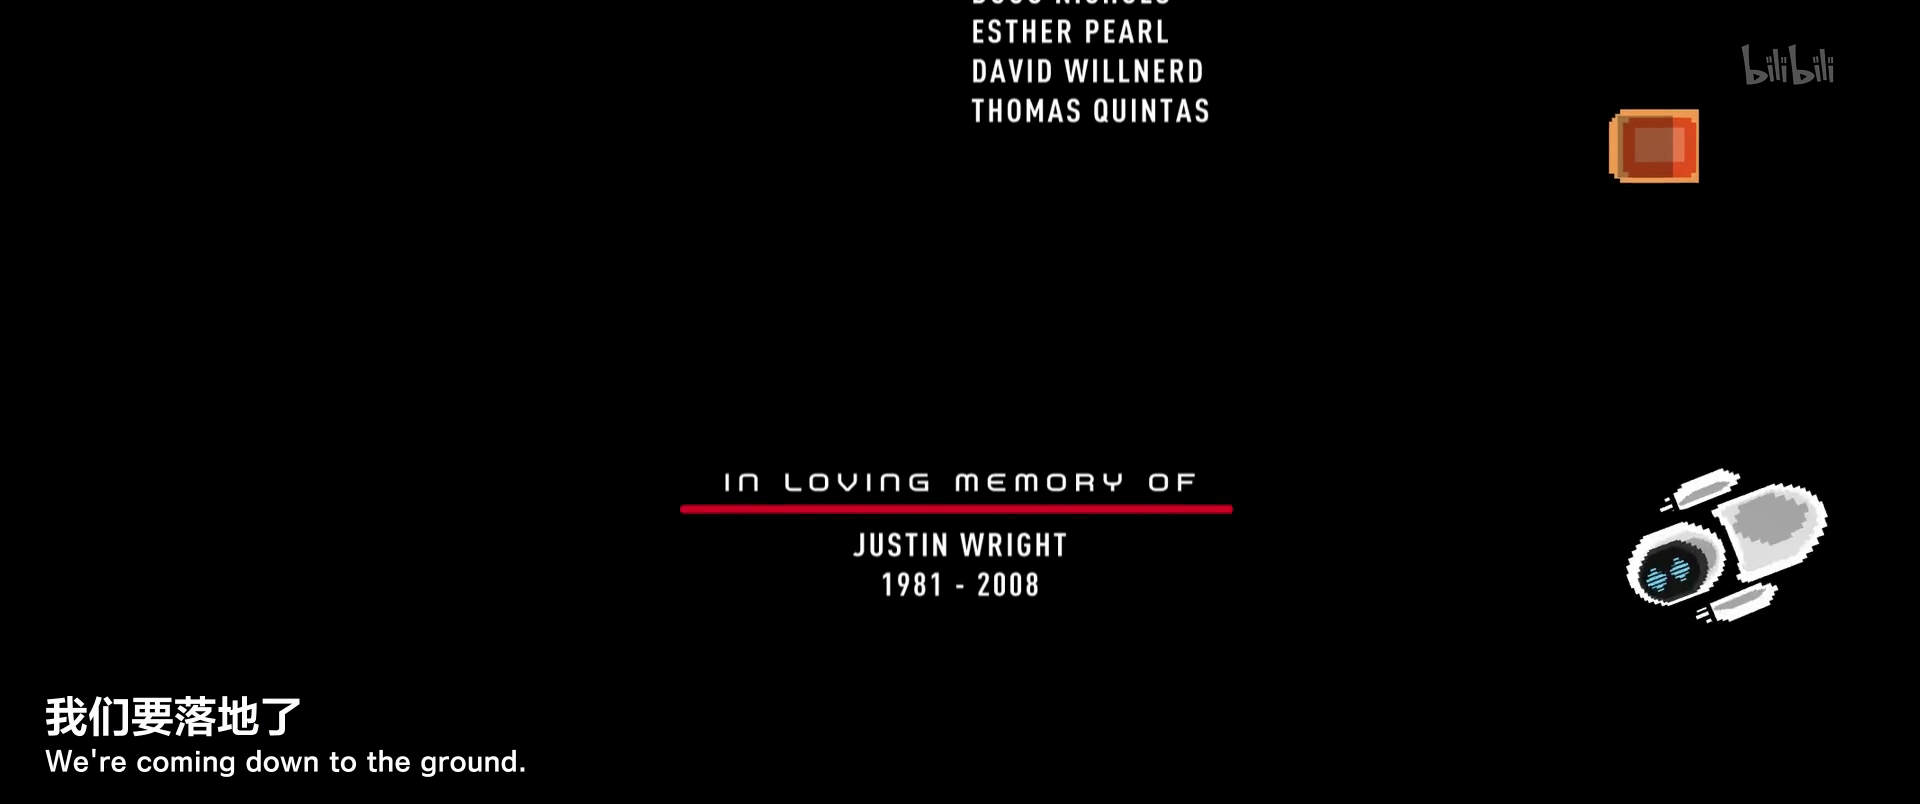 ESTHER PEARL
DAVID WILLNERD
THOMAS QUINTAS
bilibili
IN LOVING MEMORY OF
JUSTIN WRIGHT
1981 - 2008
我们要落地了
We're coming down to the ground.